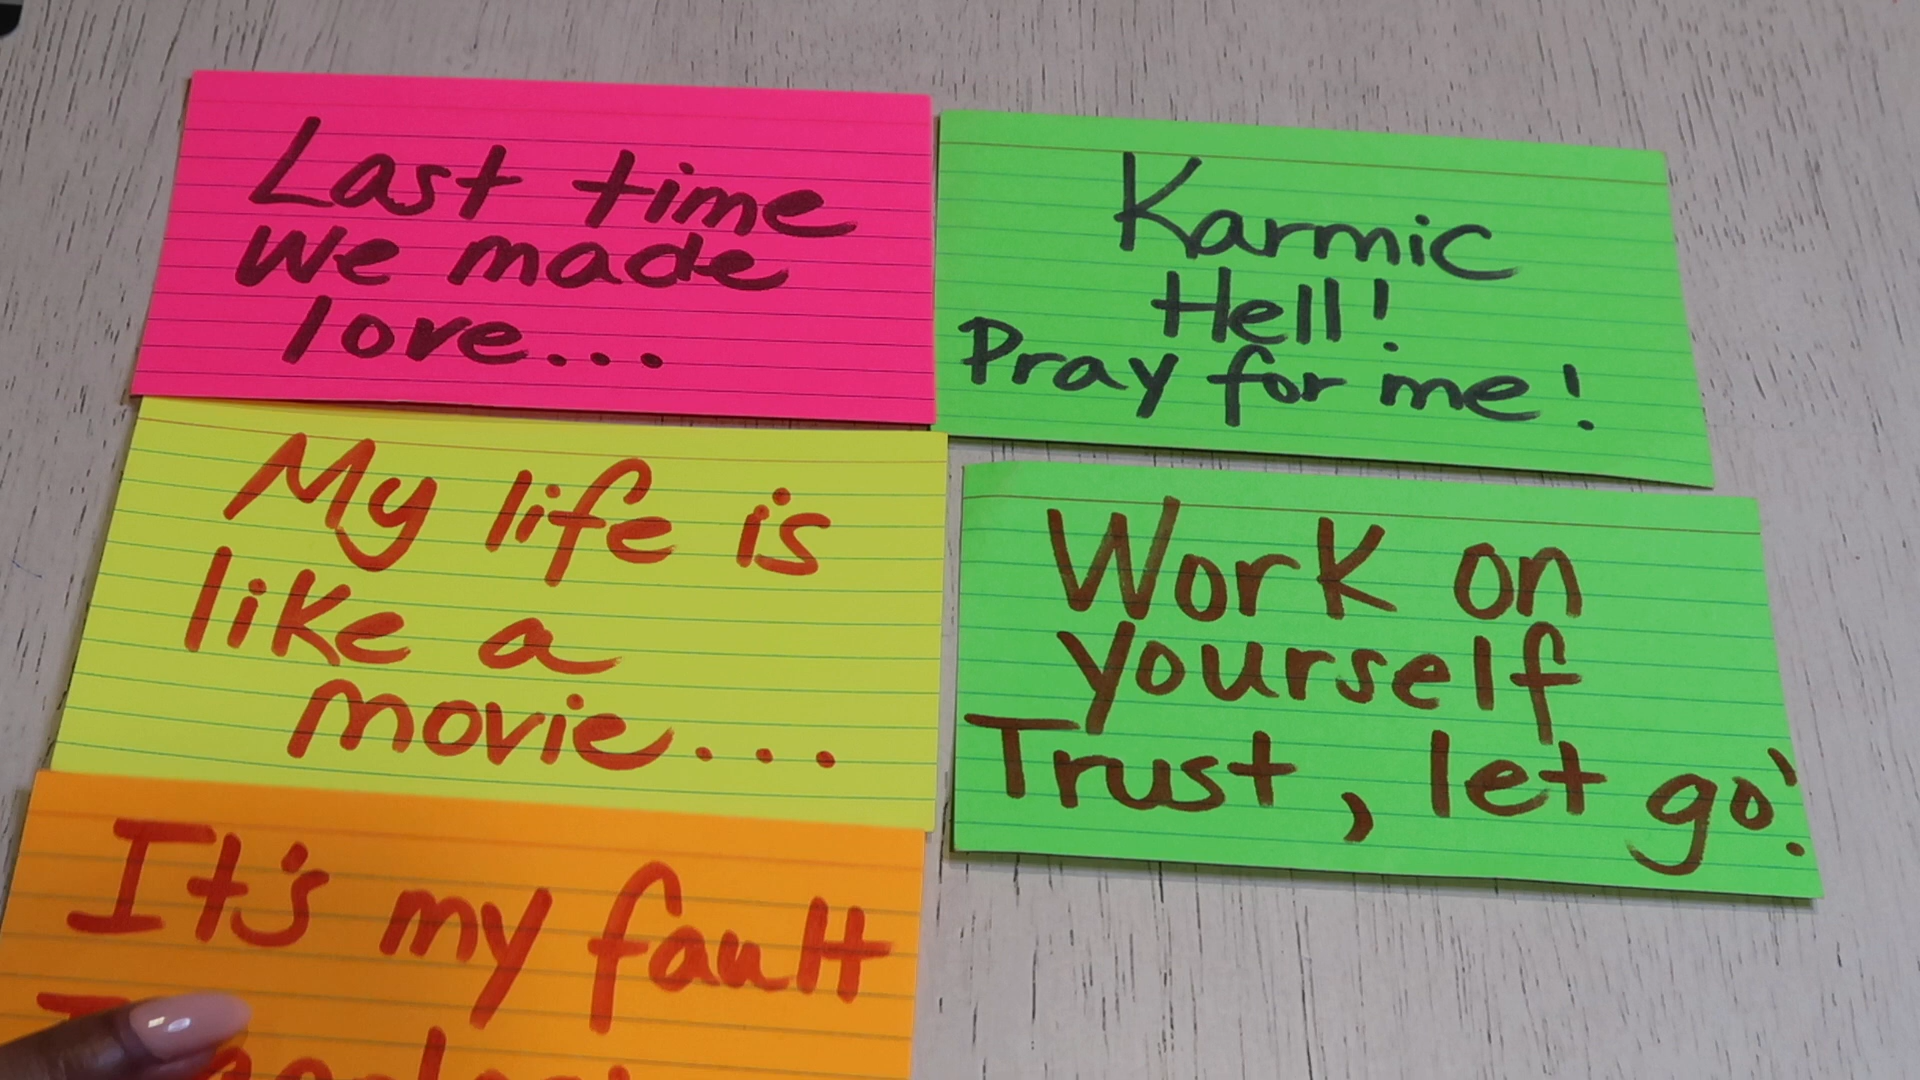 Last time
we made
love...
Karmic
Hell!
Pray for me!
My life is
like a
movie...
Work on
yourself
Trust, let go!
It's my fault